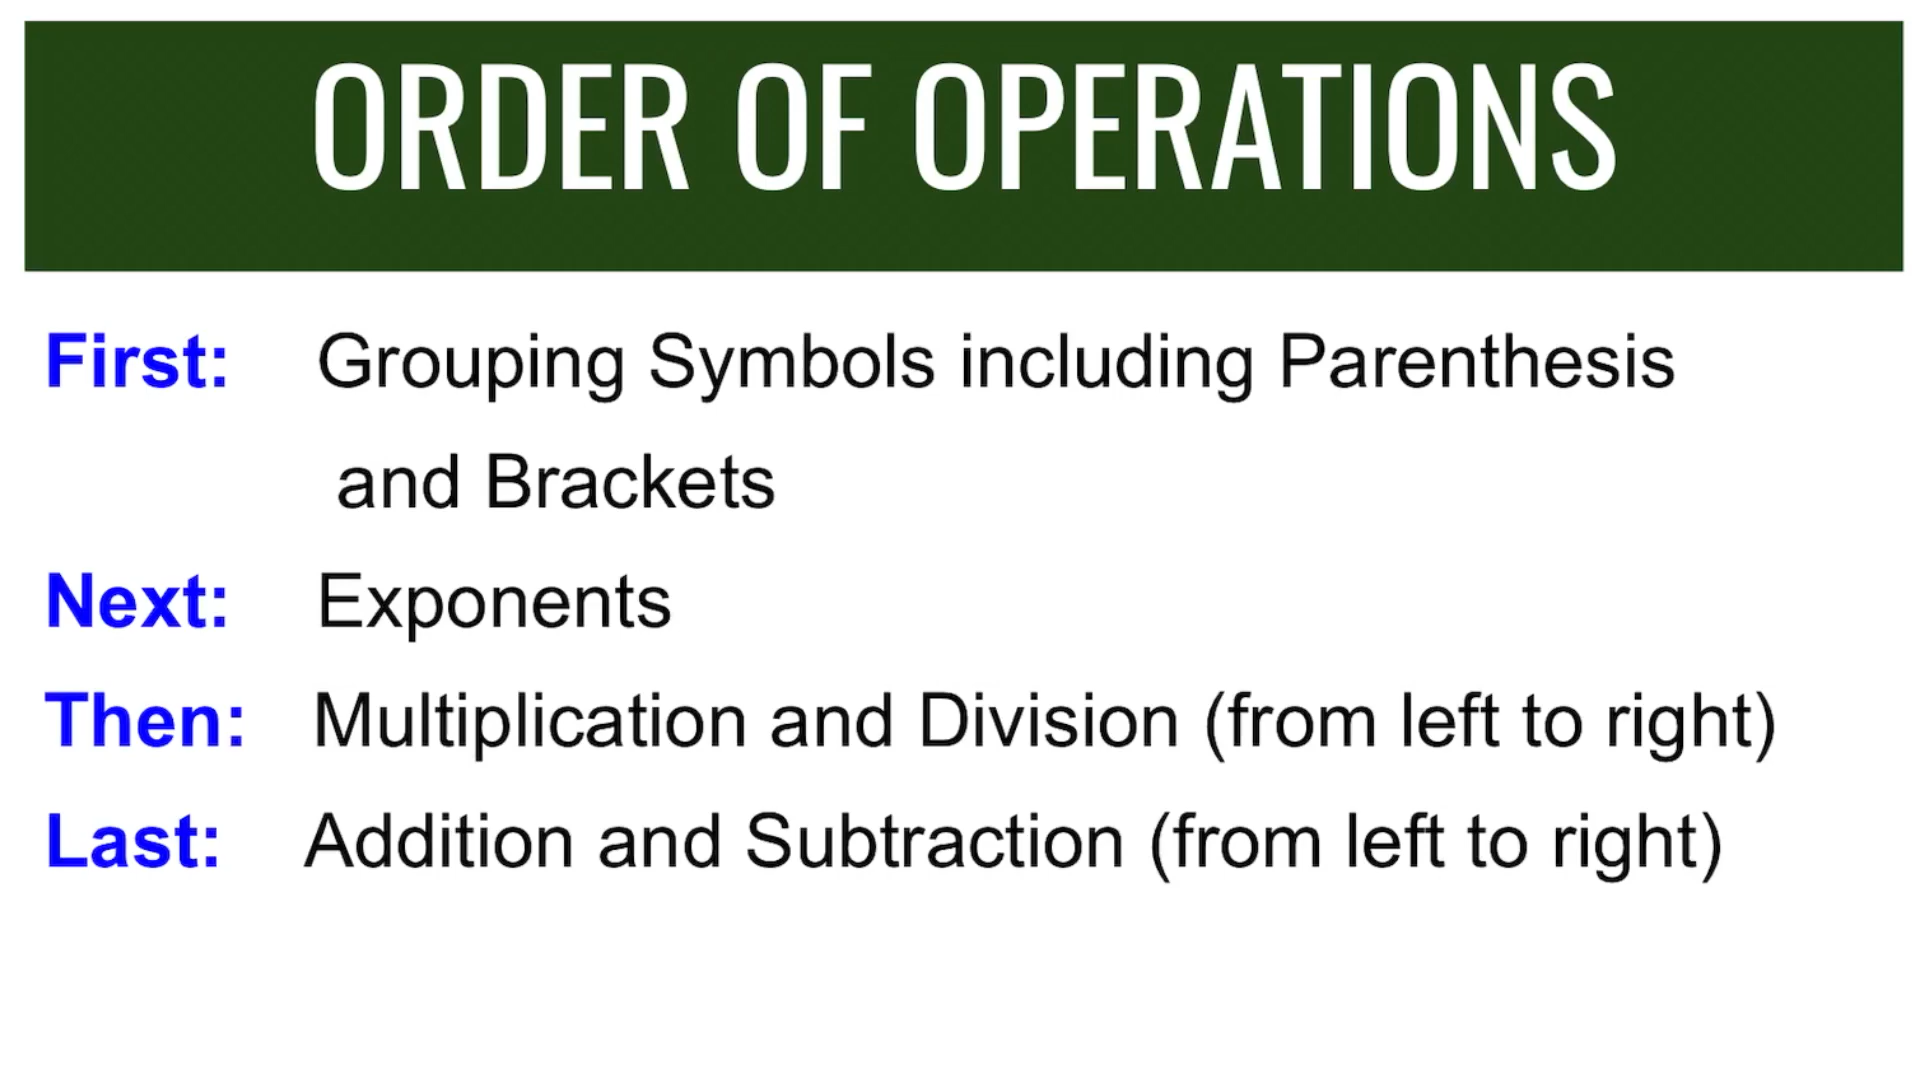 ORDER OF OPERATIONS
First: Grouping Symbols including Parenthesis
and Brackets
Next: Exponents
Then: Multiplication and Division (from left to right)
Last: Addition and Subtraction (from left to right)